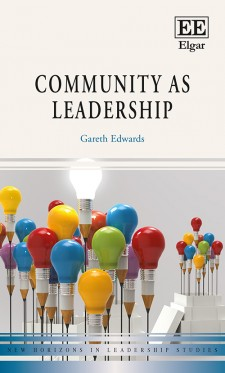 EE
Elgar
COMMUNITY AS
LEADERSHIP
Gareth Edwards
NEW HORIZONS IN LEADERSHIP STUDIES